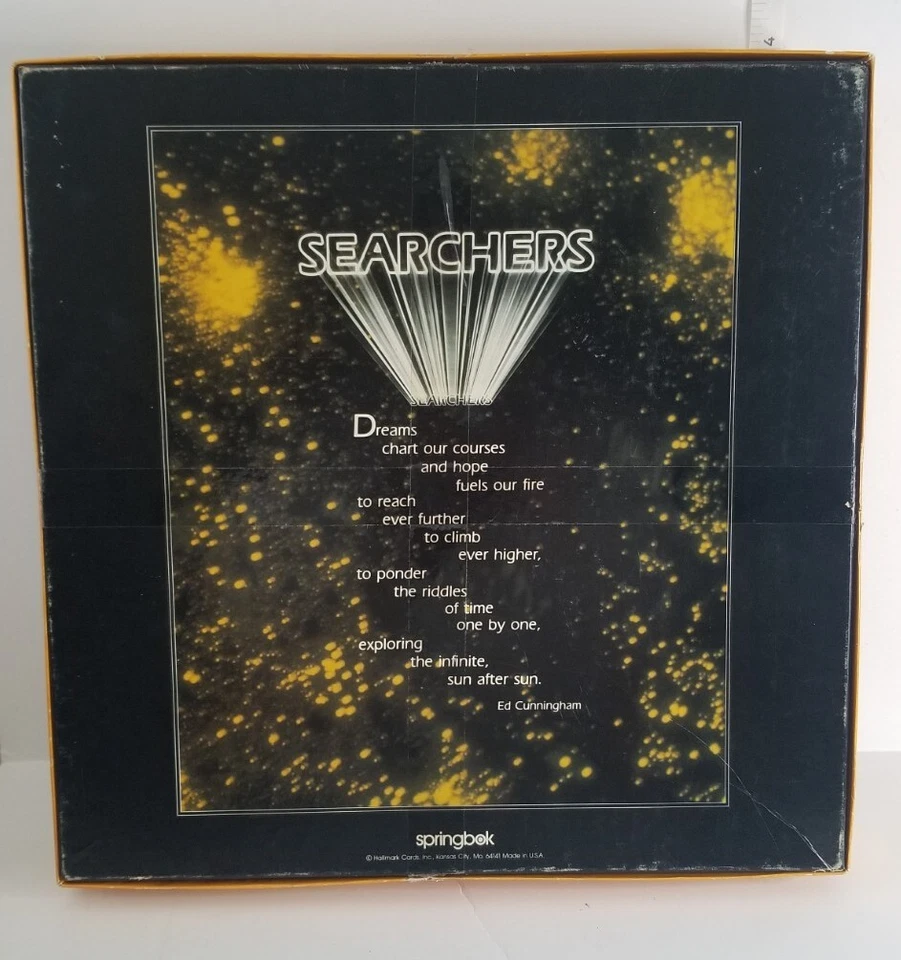 4
SEARCHERS
SEARCHERS
Dreams
chart our courses
and hope
fuels our fire
to reach
ever further
to climb
ever higher,
to ponder
the riddles
of time
one by one,
exploring
the infinite,
sun after sun.
Ed Cunningham
springbok
© Hallmark Cards, Inc., Kansas City, Mo. 64141 Made in U.S.A.